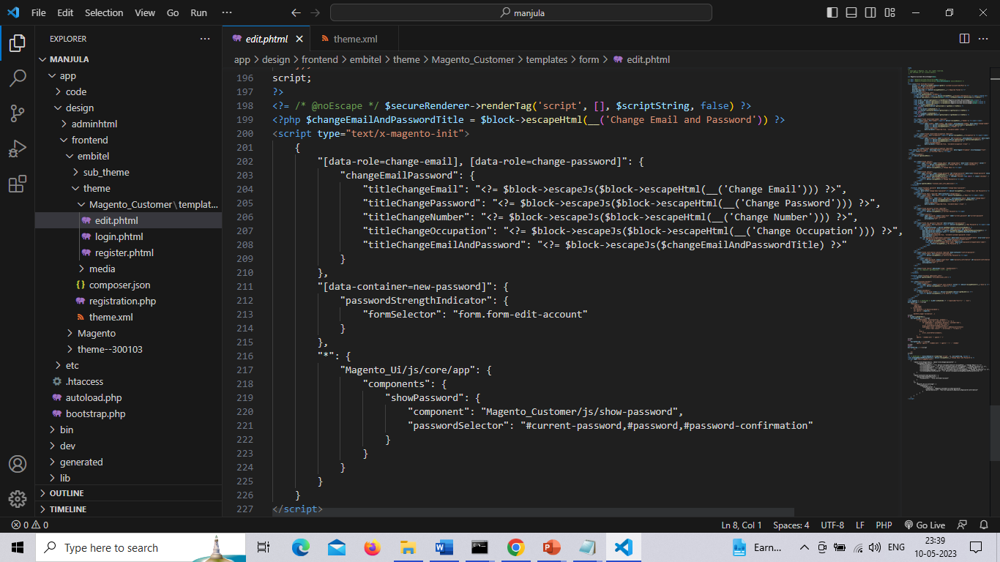 File Edit Selection View Go Run ··· manjula
EXPLORER ···
MANJULA
app
code
design
adminhtml
frontend
embitel
sub_theme
theme
Magento_Customer\templat...
edit.phtml
login.phtml
register.phtml
media
composer.json
registration.php
theme.xml
Magento
theme--300103
etc
.htaccess
autoload.php
bootstrap.php
bin
dev
generated
lib
OUTLINE
TIMELINE
edit.phtml theme.xml ···
app > design > frontend > embitel > theme > Magento_Customer > templates > form > edit.phtml
196 script;
197 ?>
198 <?= /* @noEscape */ $secureRenderer->renderTag('script', [], $scriptString, false) ?>
199 <?php $changeEmailAndPasswordTitle = $block->escapeHtml(__('Change Email and Password')) ?>
200 <script type="text/x-magento-init">
201 {
202 "[data-role=change-email], [data-role=change-password]": {
203 "changeEmailPassword": {
204 "titleChangeEmail": "<?= $block->escapeJs($block->escapeHtml(__('Change Email'))) ?>",
205 "titleChangePassword": "<?= $block->escapeJs($block->escapeHtml(__('Change Password'))) ?>",
206 "titleChangeNumber": "<?= $block->escapeJs($block->escapeHtml(__('Change Number'))) ?>",
207 "titleChangeOccupation": "<?= $block->escapeJs($block->escapeHtml(__('Change Occupation'))) ?>",
208 "titleChangeEmailAndPassword": "<?= $block->escapeJs($changeEmailAndPasswordTitle) ?>"
209 }
210 },
211 "[data-container=new-password]": {
212 "passwordStrengthIndicator": {
213 "formSelector": "form.form-edit-account"
214 }
215 },
216 "*": {
217 "Magento_Ui/js/core/app": {
218 "components": {
219 "showPassword": {
220 "component": "Magento_Customer/js/show-password",
221 "passwordSelector": "#current-password,#password,#password-confirmation"
222 }
223 }
224 }
225 }
226 }
227 </script>
0 0 Ln 8, Col 1 Spaces: 4 UTF-8 LF PHP Go Live
Type here to search Earn... ENG 23:39
10-05-2023